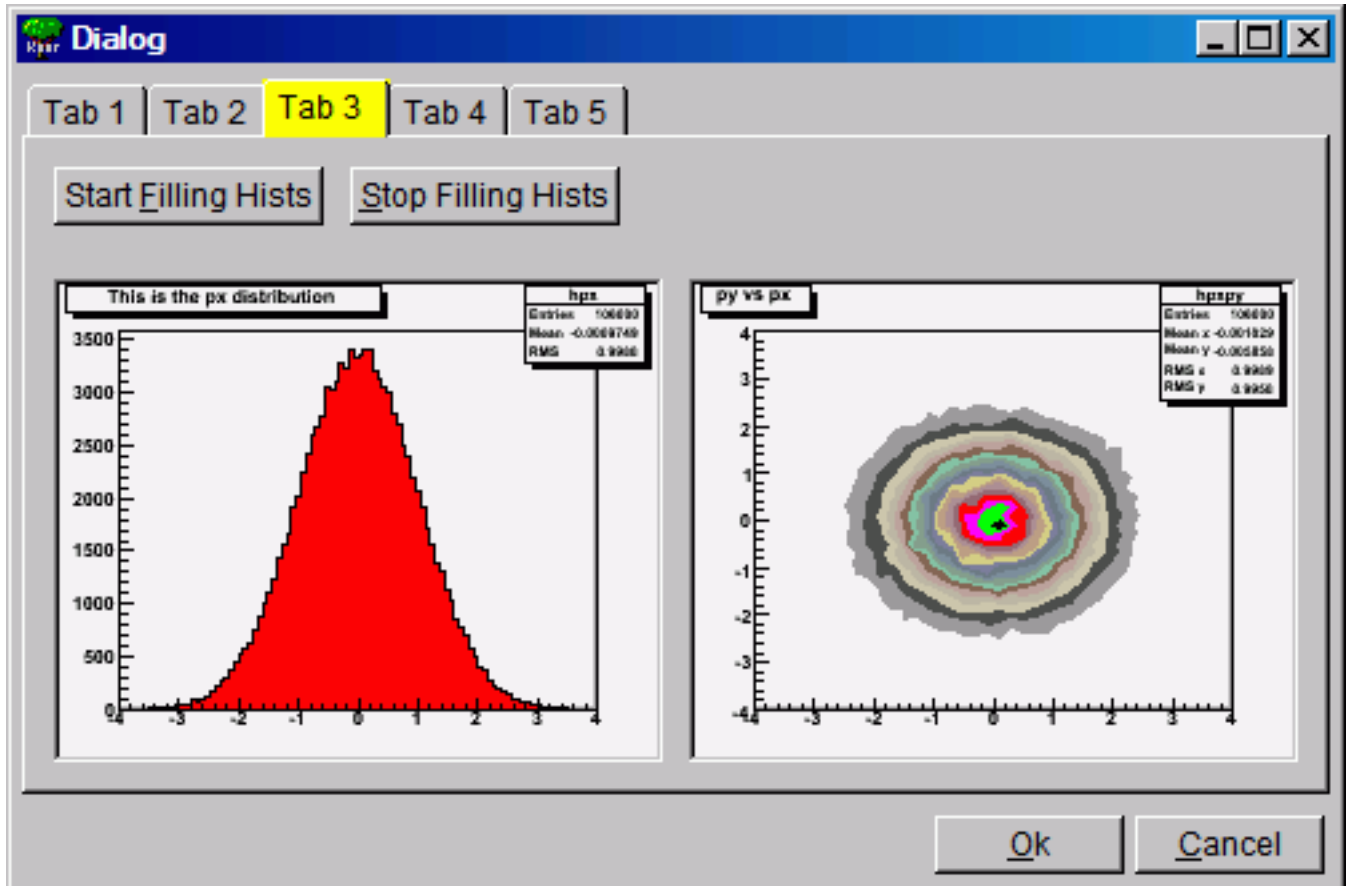 Dialog
Tab 1 Tab 2 Tab 3 Tab 4 Tab 5
Start Filling Hists Stop Filling Hists
This is the px distribution
hpx
Entries
Mean
RMS
3500
3000
2500
2000
1500
1000
500
0
-4 -3 -2 -1 0 1 2 3 4
py vs px
hpxpy
Entries
Mean x
Mean y
RMS x
RMS y
4
3
2
1
0
-1
-2
-3
-4
-4 -3 -2 -1 0 1 2 3 4
Ok Cancel